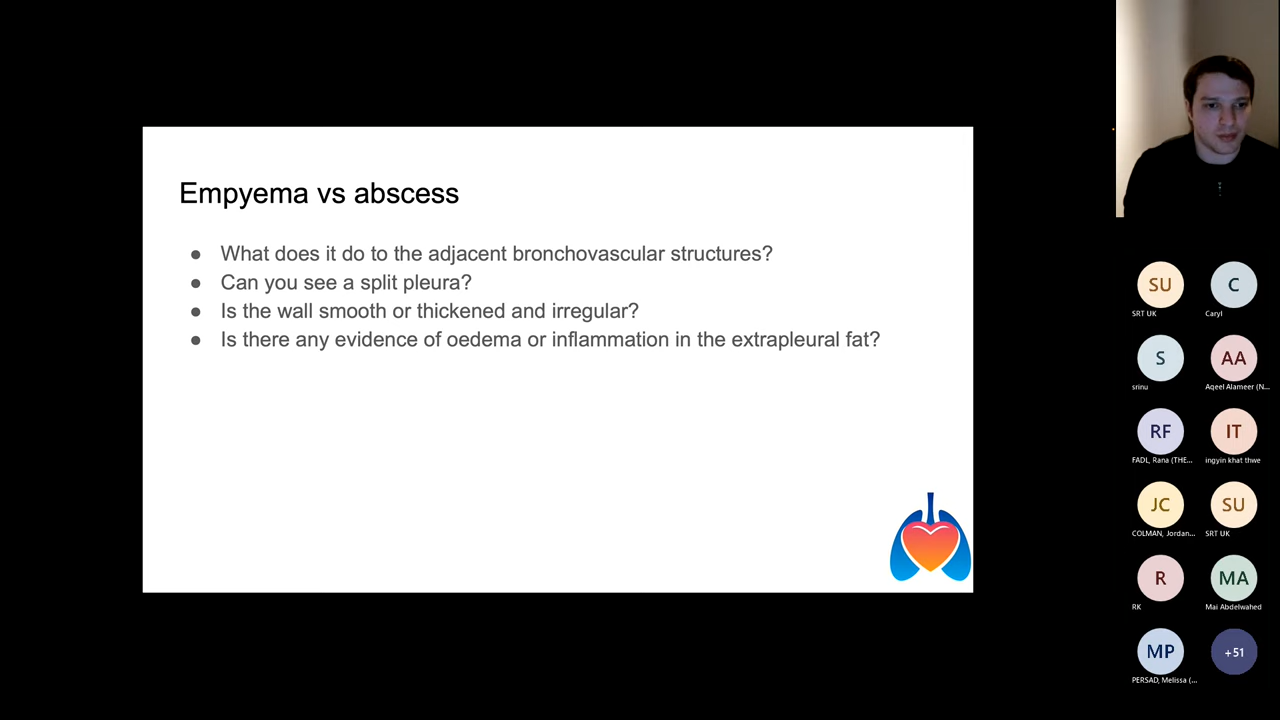 Empyema vs abscess
● What does it do to the adjacent bronchovascular structures?
● Can you see a split pleura?
● Is the wall smooth or thickened and irregular?
● Is there any evidence of oedema or inflammation in the extrapleural fat?
SU
C
SRT UK
Caryl
S
AA
srinu
Aqeel Alameer (N...
RF
IT
FADL, Rana (THE...
ingyin khat thwe
JC
SU
COLMAN, Jordan...
SRT UK
R
MA
RK
Mai Abdelwahed
MP
+51
PERSAD, Melissa (...